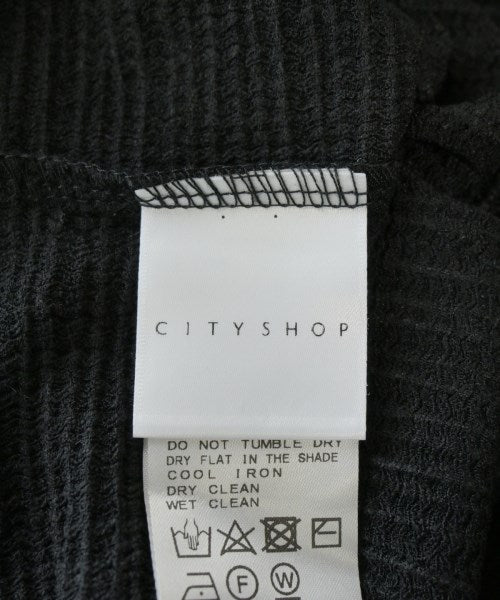 CITYSHOP
DO NOT TUMBLE DRY
DRY FLAT IN THE SHADE
COOL IRON
DRY CLEAN
WET CLEAN
F W